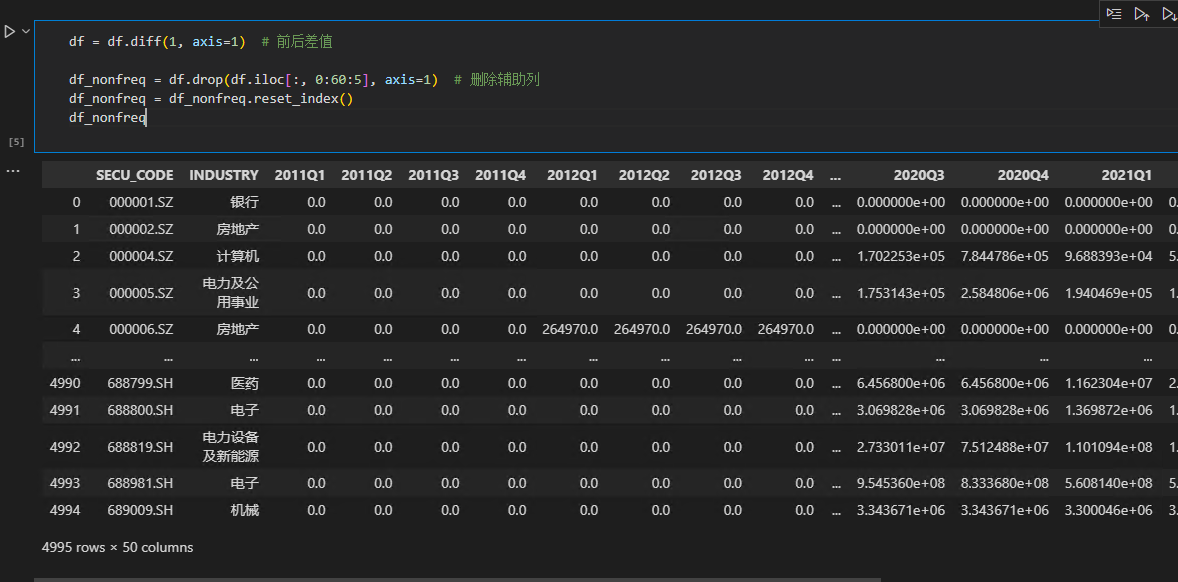 df = df.diff(1, axis=1)  # 前后差值
df_nonfreq = df.drop(df.iloc[:, 0:60:5], axis=1)  # 删除辅助列
df_nonfreq = df_nonfreq.reset_index()
df_nonfreq
[5]
...
SECU_CODE INDUSTRY 2011Q1 2011Q2 2011Q3 2011Q4 2012Q1 2012Q2 2012Q3 2012Q4 ... 2020Q3 2020Q4 2021Q1
0 000001.SZ 银行 0.0 0.0 0.0 0.0 0.0 0.0 0.0 0.0 ... 0.000000e+00 0.000000e+00 0.000000e+00 0.
1 000002.SZ 房地产 0.0 0.0 0.0 0.0 0.0 0.0 0.0 0.0 ... 0.000000e+00 0.000000e+00 0.000000e+00 0.
2 000004.SZ 计算机 0.0 0.0 0.0 0.0 0.0 0.0 0.0 0.0 ... 1.702253e+05 7.844786e+05 9.688393e+04 5.
3 000005.SZ 电力及公
用事业 0.0 0.0 0.0 0.0 0.0 0.0 0.0 0.0 ... 1.753143e+05 2.584806e+06 1.940469e+05 1.
4 000006.SZ 房地产 0.0 0.0 0.0 0.0 264970.0 264970.0 264970.0 264970.0 ... 0.000000e+00 0.000000e+00 0.000000e+00 0.
... ... ... ... ... ... ... ... ... ... ... ... ... ... ...
4990 688799.SH 医药 0.0 0.0 0.0 0.0 0.0 0.0 0.0 0.0 ... 6.456800e+06 6.456800e+06 1.162304e+07 2.
4991 688800.SH 电子 0.0 0.0 0.0 0.0 0.0 0.0 0.0 0.0 ... 3.069828e+06 3.069828e+06 1.369872e+06 1.
4992 688819.SH 电力设备
及新能源 0.0 0.0 0.0 0.0 0.0 0.0 0.0 0.0 ... 2.733011e+07 7.512488e+07 1.101094e+08 1.
4993 688981.SH 电子 0.0 0.0 0.0 0.0 0.0 0.0 0.0 0.0 ... 9.545360e+08 8.333680e+08 5.608140e+08 5.
4994 689009.SH 机械 0.0 0.0 0.0 0.0 0.0 0.0 0.0 0.0 ... 3.343671e+06 3.343671e+06 3.300046e+06 3.
4995 rows × 50 columns